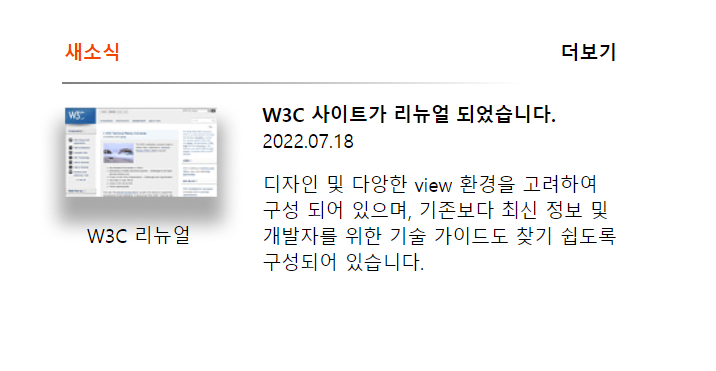 새소식
더보기
W3C
W3C 리뉴얼
W3C 사이트가 리뉴얼 되었습니다.
2022.07.18
디자인 및 다양한 view 환경을 고려하여
구성 되어 있으며, 기존보다 최신 정보 및
개발자를 위한 기술 가이드도 찾기 쉽도록
구성되어 있습니다.